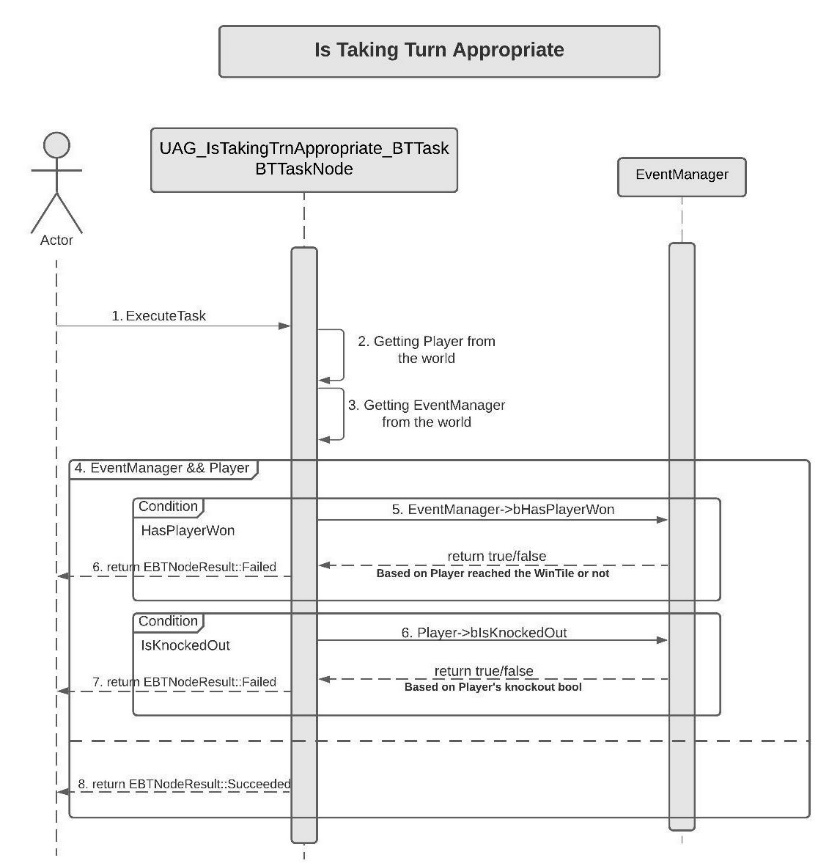 Is Taking Turn Appropriate
UAG_IsTakingTrnAppropriate_BTTask
BTTaskNode
EventManager
Actor
1. ExecuteTask
2. Getting Player from
the world
3. Getting EventManager
from the world
4. EventManager && Player
Condition
HasPlayerWon
5. EventManager->bHasPlayerWon
return true/false
Based on Player reached the WinTile or not
6. return EBTNodeResult::Failed
Condition
IsKnockedOut
6. Player->bIsKnockedOut
return true/false
Based on Player's knockout bool
7. return EBTNodeResult::Failed
8. return EBTNodeResult::Succeeded